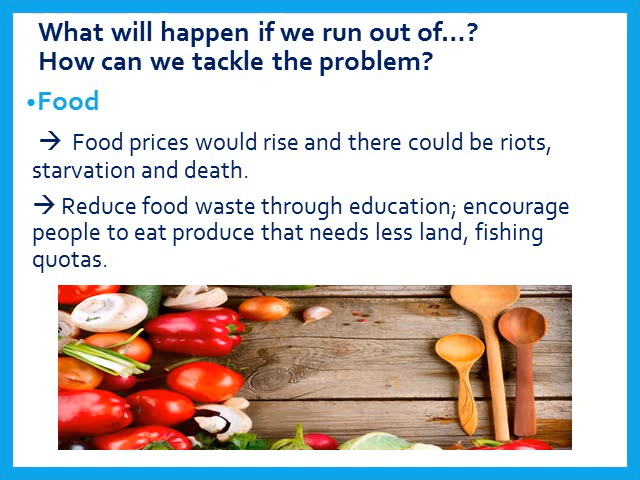 What will happen if we run out of...?
How can we tackle the problem?
•Food
→ Food prices would rise and there could be riots,
starvation and death.
→ Reduce food waste through education; encourage
people to eat produce that needs less land, fishing
quotas.